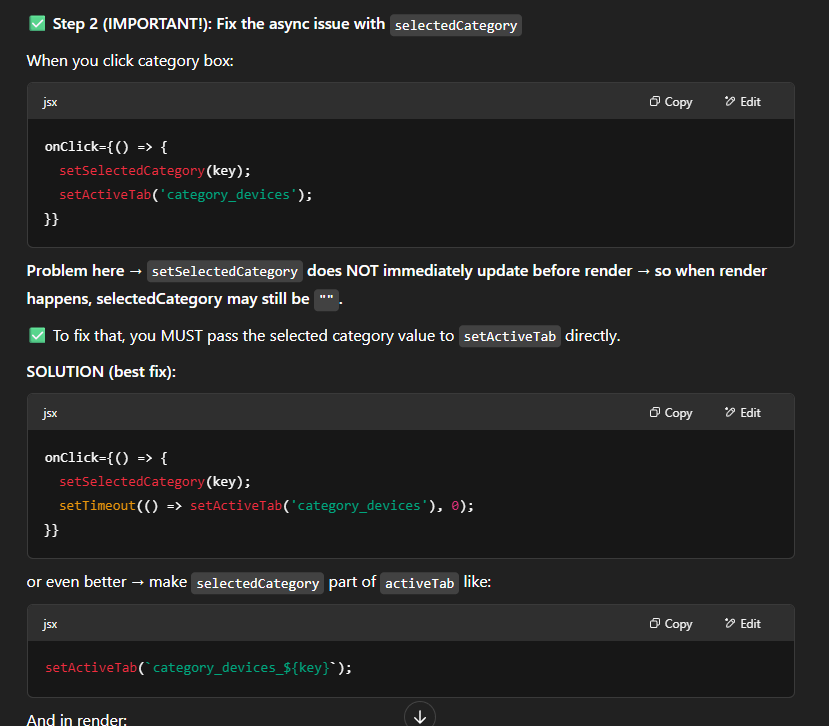 ✅ Step 2 (IMPORTANT!): Fix the async issue with selectedCategory
When you click category box:
jsx
Copy
Edit
onClick={() => {
  setSelectedCategory(key);
  setActiveTab('category_devices');
}}
Problem here → setSelectedCategory does NOT immediately update before render → so when render
happens, selectedCategory may still be "".
✅ To fix that, you MUST pass the selected category value to setActiveTab directly.
SOLUTION (best fix):
jsx
Copy
Edit
onClick={() => {
  setSelectedCategory(key);
  setTimeout(() => setActiveTab('category_devices'), 0);
}}
or even better → make selectedCategory part of activeTab like:
jsx
Copy
Edit
setActiveTab(`category_devices_${key}`);
And in render: